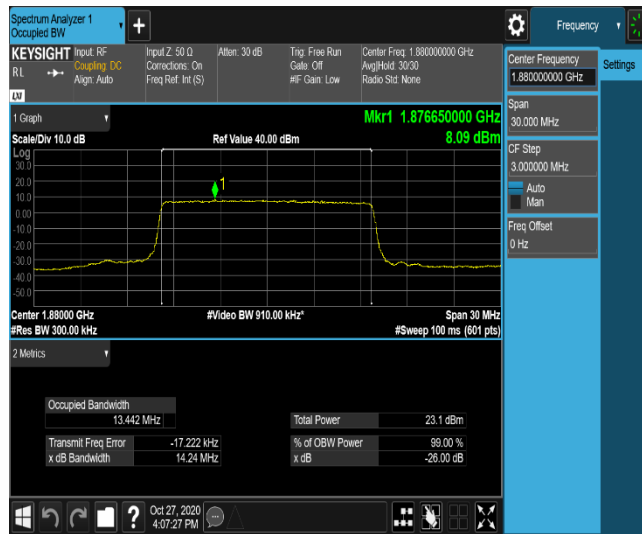 Spectrum Analyzer 1
Occupied BW
+
Frequency
KEYSIGHT
RL
LXI
Input: RF
Coupling: DC
Align: Auto
Input Z: 50 Ω
Corrections: On
Freq Ref: Int (S)
Atten: 30 dB
Trig: Free Run
Gate: Off
#IF Gain: Low
Center Freq: 1.880000000 GHz
Avg|Hold: 30/30
Radio Std: None
Center Frequency
1.880000000 GHz
Settings
Span
30.000 MHz
CF Step
3.000000 MHz
Auto
Man
Freq Offset
0 Hz
1 Graph
Mkr1 1.876650000 GHz
Scale/Div 10.0 dB
Ref Value 40.00 dBm
8.09 dBm
Log
30.0
20.0
10.0
0.00
-10.0
-20.0
-30.0
-40.0
-50.0
1
Center 1.88000 GHz
#Video BW 910.00 kHz*
Span 30 MHz
#Res BW 300.00 kHz
#Sweep 100 ms (601 pts)
2 Metrics
Occupied Bandwidth
13.442 MHz
Total Power 23.1 dBm
Transmit Freq Error -17.222 kHz
% of OBW Power 99.00 %
x dB Bandwidth 14.24 MHz
x dB -26.00 dB
?
Oct 27, 2020
4:07:27 PM